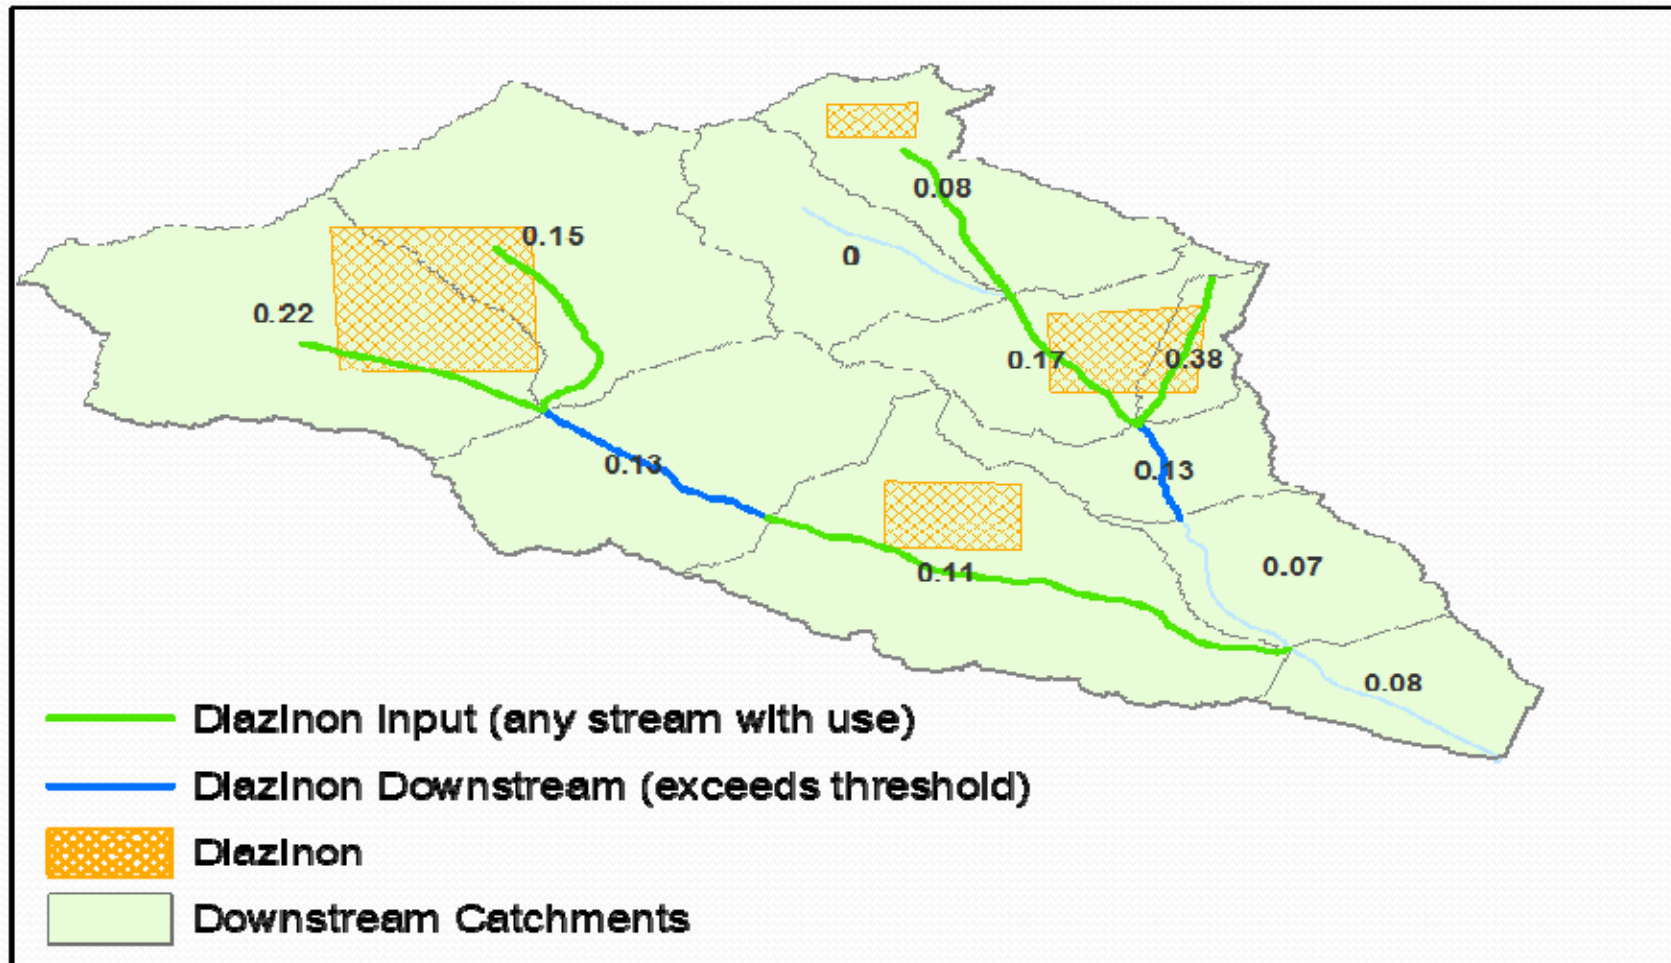 0.08
0.15
0
0.22
0.17
0.38
0.13
0.13
0.11
0.07
0.08
Diazinon Input (any stream with use)
Diazinon Downstream (exceeds threshold)
Diazinon
Downstream Catchments